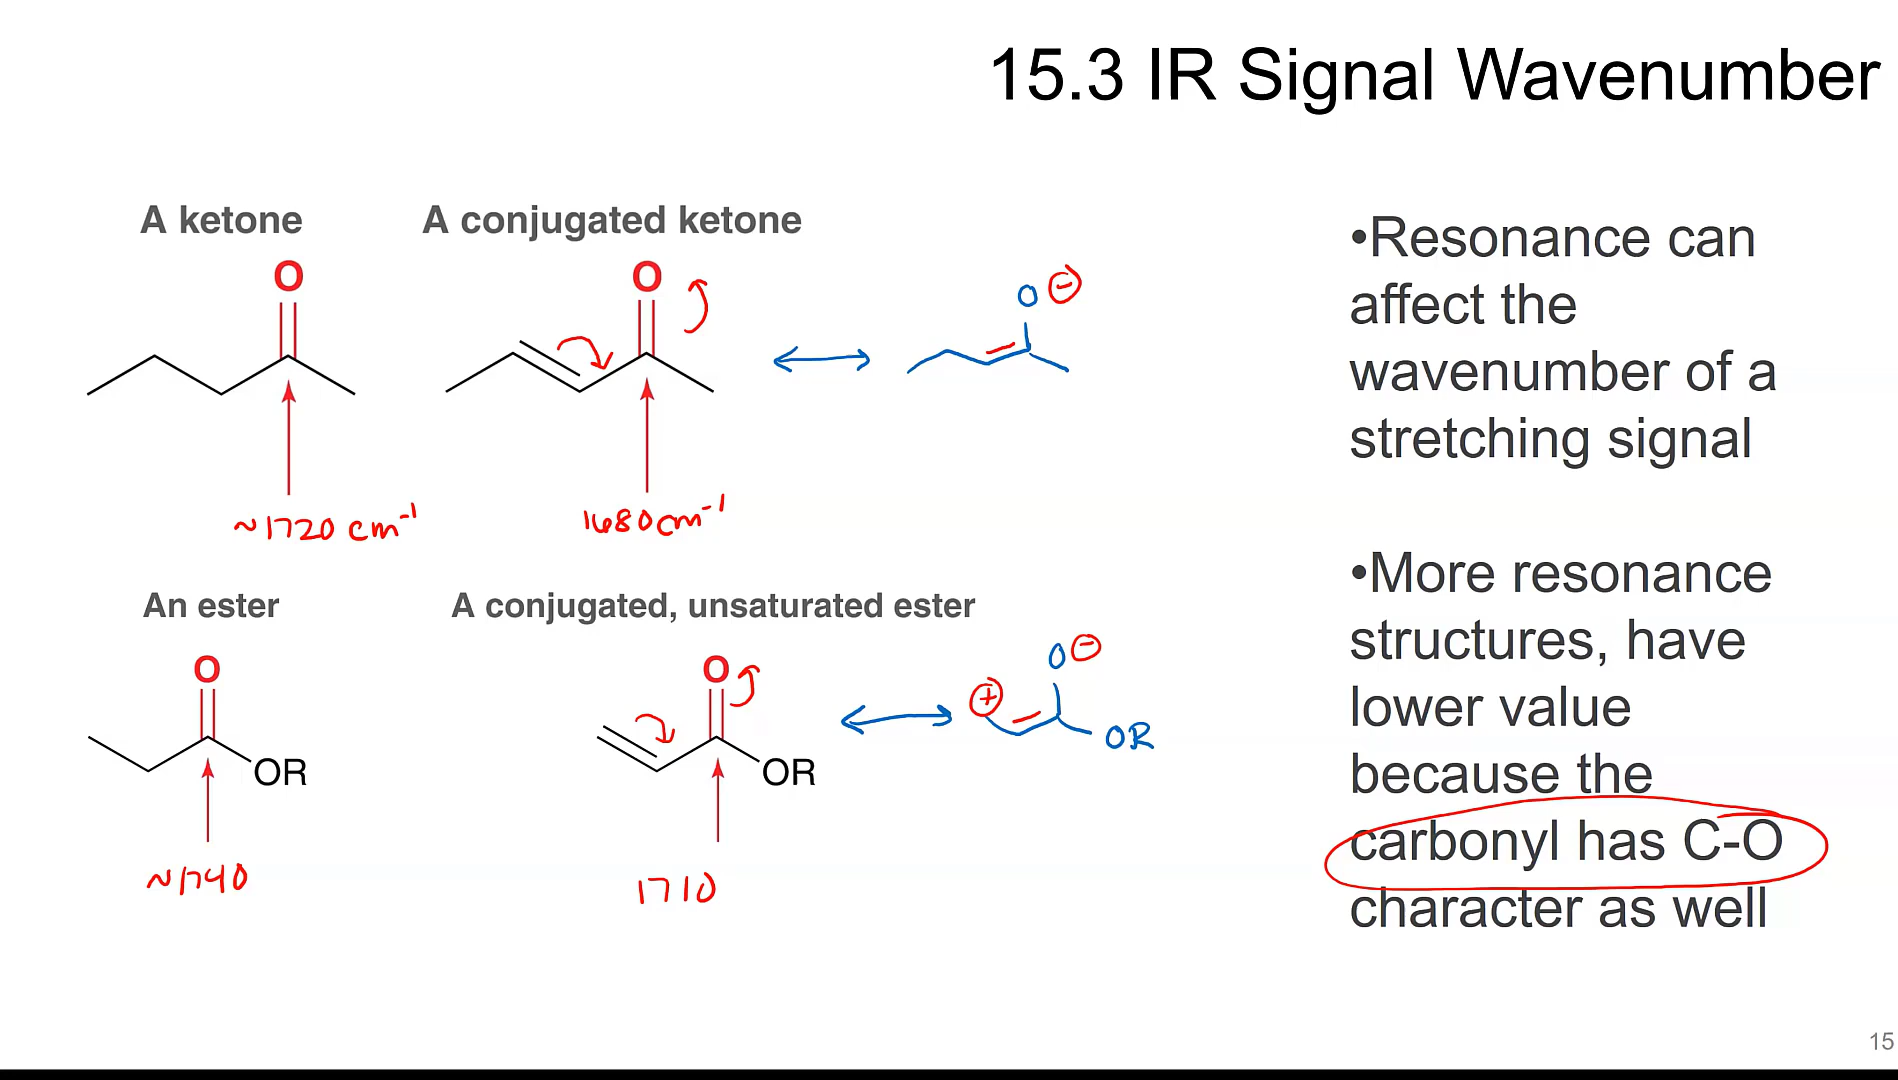 15.3 IR Signal Wavenumber
A ketone
A conjugated ketone
O
O
O ⊖
~1720 cm⁻¹
1680cm⁻¹
An ester
A conjugated, unsaturated ester
O
OR
O
OR
O ⊖
⊕
OR
~1740
1710
•Resonance can
affect the
wavenumber of a
stretching signal
•More resonance
structures, have
lower value
because the
carbonyl has C-O
character as well
15